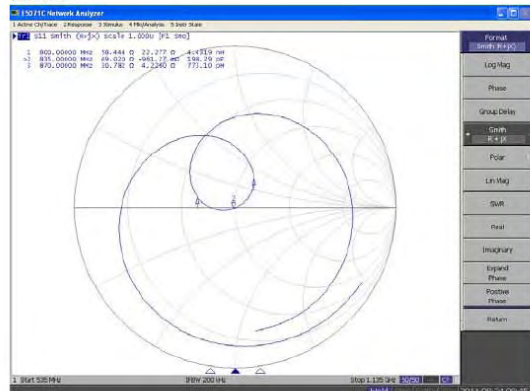 E5071C Network Analyzer
1 Active Ch/Trace 2 Response 3 Stimulus 4 Mkr/Analysis 5 Instr State
Tr1 S11 Smith (R+jX) Scale 1.000U [F1 Smo]
1 800.00000 MHz 58.444 Ω 22.277 Ω 4.4319 nH
>2 835.00000 MHz 49.020 Ω -961.27 mΩ 198.29 pF
3 870.00000 MHz 30.782 Ω 4.2260 Ω 773.10 pH
Format
Smith (R+jX)
Log Mag
Phase
Group Delay
Smith
R + jX
Polar
Lin Mag
SWR
Real
Imaginary
Expand
Phase
Positive
Phase
Return
1 Start 535 MHz IFBW 200 Hz Stop 1.135 GHz